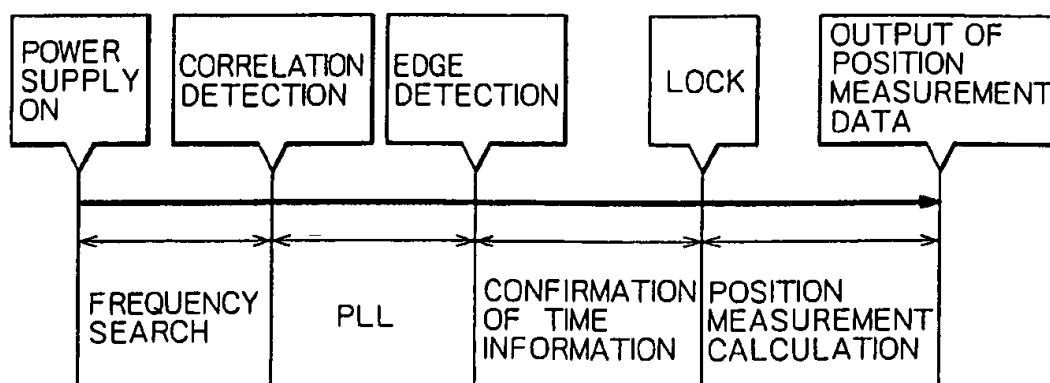 POWER
SUPPLY
ON
CORRELATION
DETECTION
EDGE
DETECTION
LOCK
OUTPUT OF
POSITION
MEASUREMENT
DATA
FREQUENCY
SEARCH
PLL
CONFIRMATION
OF TIME
INFORMATION
POSITION
MEASUREMENT
CALCULATION